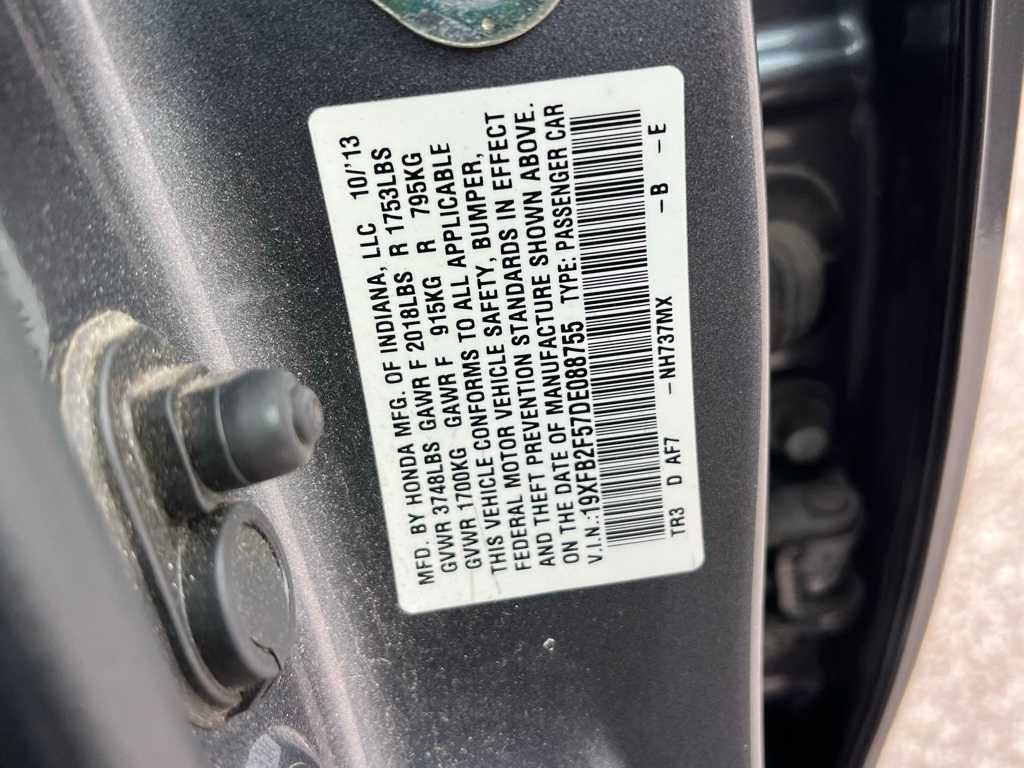 MFD. BY HONDA MFG. OF INDIANA, LLC 10/'13
GVWR 3748LBS GAWR F 2018LBS R 1753LBS
GVWR 1700KG GAWR F 915KG R 795KG
THIS VEHICLE CONFORMS TO ALL APPLICABLE
FEDERAL MOTOR VEHICLE SAFETY, BUMPER,
AND THEFT PREVENTION STANDARDS IN EFFECT
ON THE DATE OF MANUFACTURE SHOWN ABOVE.
V.I.N.:19XFB2F57DE088755 TYPE: PASSENGER CAR
TR3 D AF7 -NH737MX -B -E